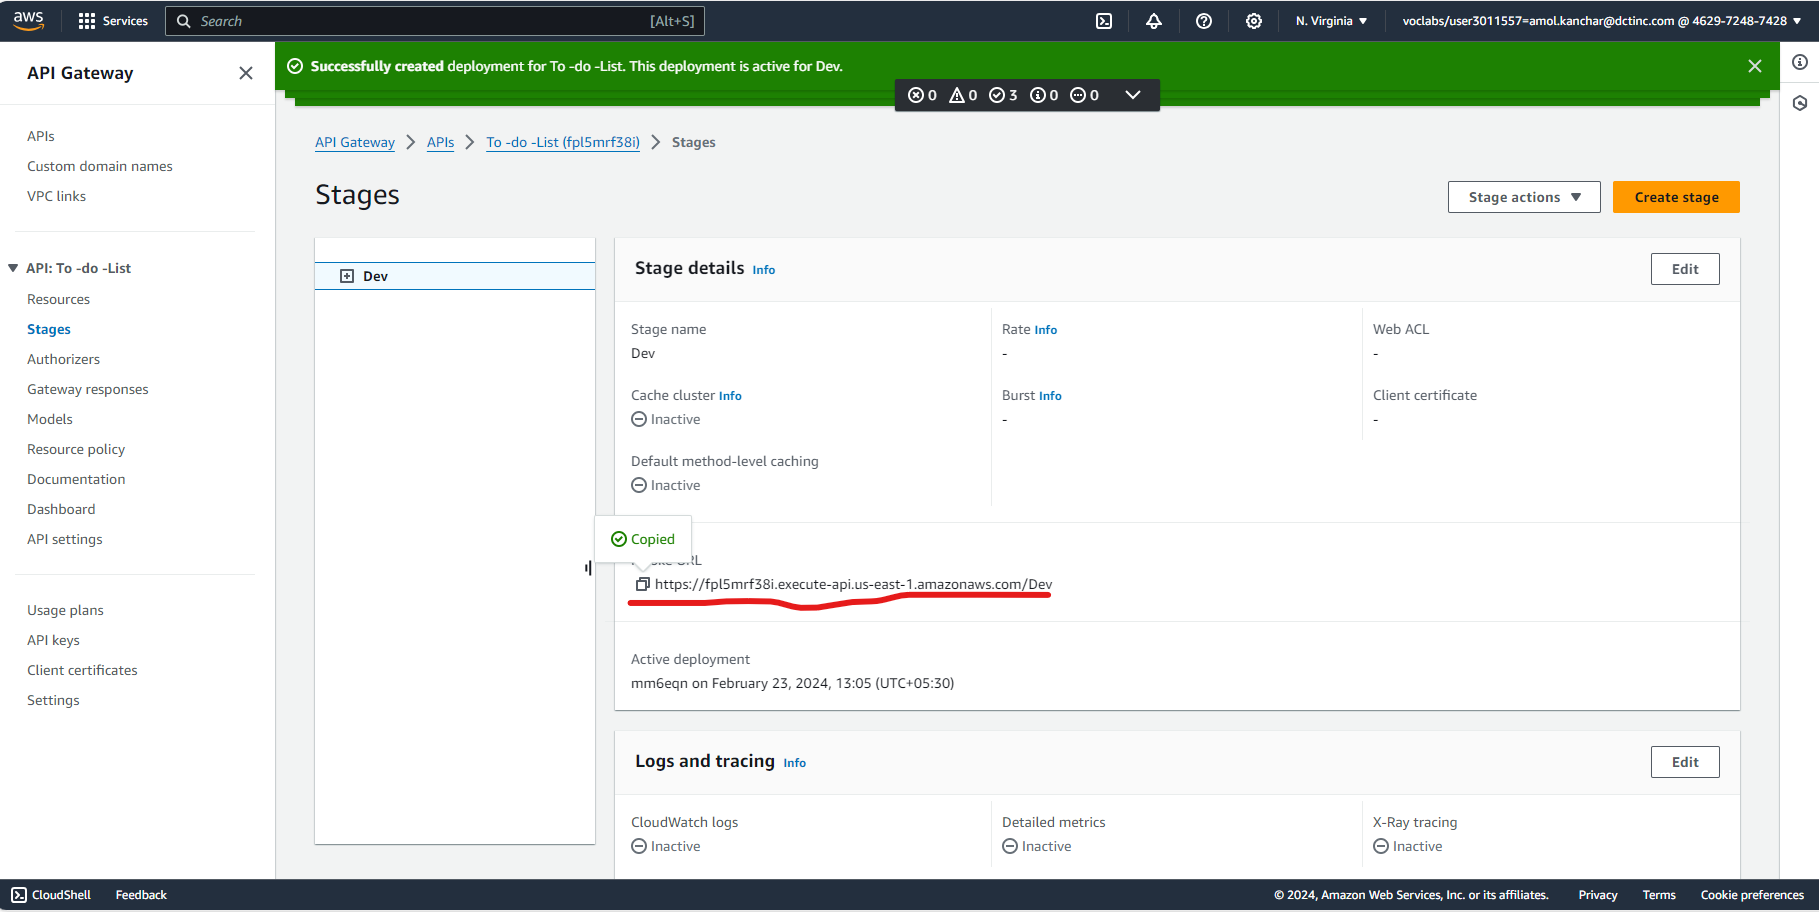 aws
Services
Search
[Alt+S]
N. Virginia
voclabs/user3011557=amol.kanchar@dctinc.com @ 4629-7248-7428
API Gateway
Successfully created deployment for To -do -List. This deployment is active for Dev.
0 0 3 0 0
APIs
Custom domain names
VPC links
API: To -do -List
Resources
Stages
Authorizers
Gateway responses
Models
Resource policy
Documentation
Dashboard
API settings
Usage plans
API keys
Client certificates
Settings
API Gateway > APIs > To -do -List (fpl5mrf38i) > Stages
Stages
Stage actions
Create stage
Dev
Stage details Info
Edit
Stage name
Dev
Rate Info
-
Web ACL
-
Cache cluster Info
Inactive
Burst Info
-
Client certificate
-
Default method-level caching
Inactive
Copied
URL
https://fpl5mrf38i.execute-api.us-east-1.amazonaws.com/Dev
Active deployment
mm6eqn on February 23, 2024, 13:05 (UTC+05:30)
Logs and tracing Info
Edit
CloudWatch logs
Inactive
Detailed metrics
Inactive
X-Ray tracing
Inactive
CloudShell
Feedback
© 2024, Amazon Web Services, Inc. or its affiliates.
Privacy
Terms
Cookie preferences